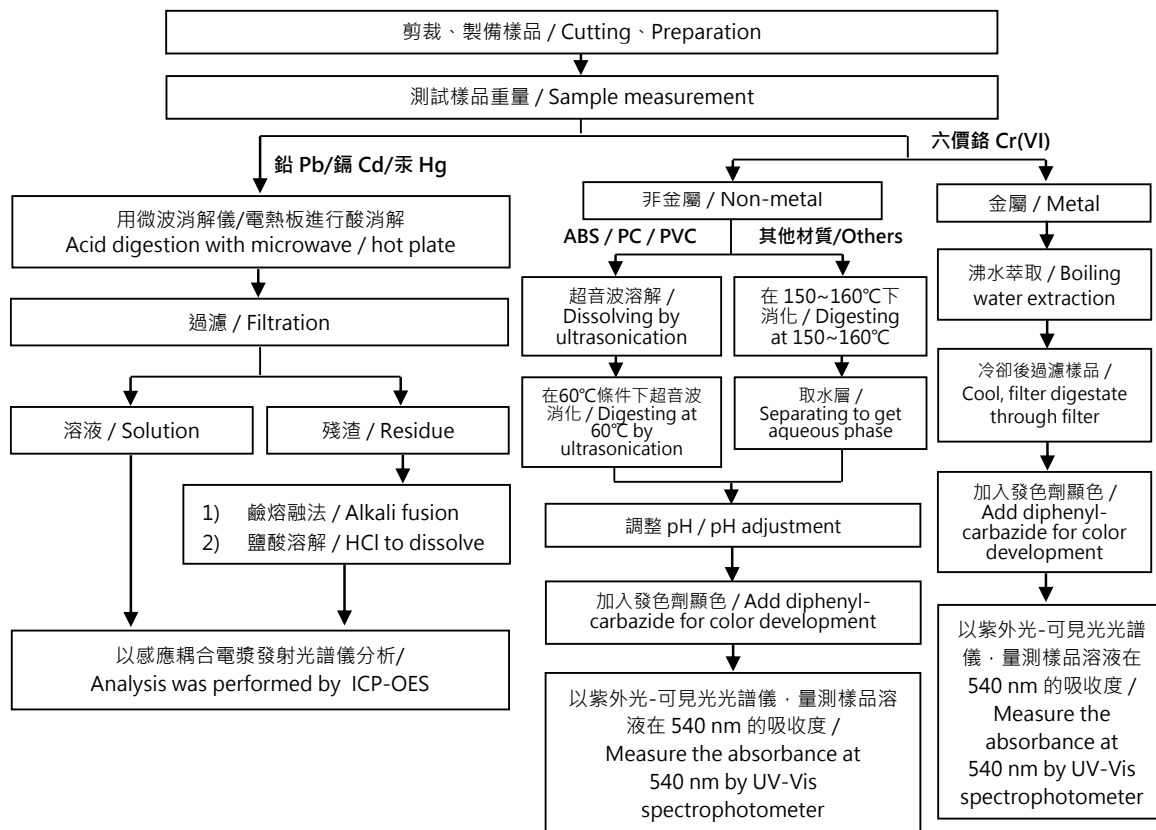 剪裁、製備樣品 / Cutting、Preparation
測試樣品重量 / Sample measurement
鉛 Pb/鎘 Cd/汞 Hg
六價鉻 Cr(VI)
用微波消解儀/電熱板進行酸消解
Acid digestion with microwave / hot plate
過濾 / Filtration
溶液 / Solution
殘渣 / Residue
1) 鹼熔融法 / Alkali fusion
2) 鹽酸溶解 / HCl to dissolve
以感應耦合電漿發射光譜儀分析/
Analysis was performed by ICP-OES
非金屬 / Non-metal
ABS / PC / PVC
其他材質/Others
超音波溶解 /
Dissolving by
ultrasonication
在60℃條件下超音波
消化 / Digesting at
60℃ by
ultrasonication
在 150~160℃下
消化 / Digesting
at 150~160℃
取水層 /
Separating to get
aqueous phase
調整 pH / pH adjustment
加入發色劑顯色 / Add diphenyl-
carbazide for color development
以紫外光-可見光光譜儀，量測樣品溶
液在 540 nm 的吸收度 /
Measure the absorbance at
540 nm by UV-Vis
spectrophotometer
金屬 / Metal
沸水萃取 / Boiling
water extraction
冷卻後過濾樣品 /
Cool, filter digestate
through filter
加入發色劑顯色 /
Add diphenyl-
carbazide for color
development
以紫外光-可見光光譜
儀，量測樣品溶液在
540 nm 的吸收度 /
Measure the
absorbance at
540 nm by UV-Vis
spectrophotometer